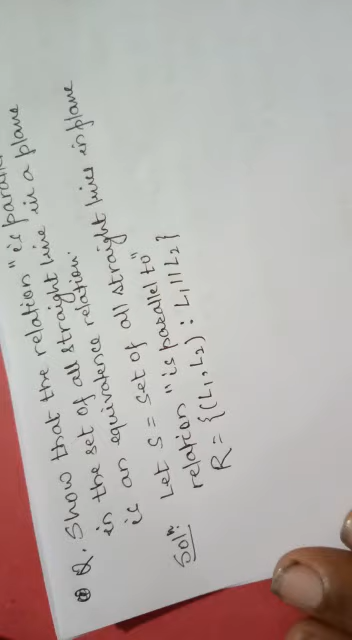 Q. Show that the relation "is parallel
in the set of all straight line in a plane
is an equivalence relation.
Soln. Let S = set of all straight lines in plane
relation "is parallel to"
R = {(L1, L2) : L1 || L2}